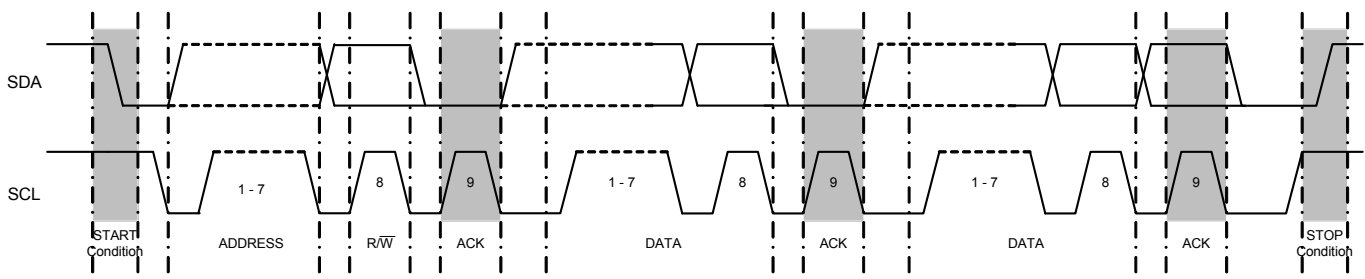 SDA
SCL
1 - 7
8
9
1 - 7
8
9
1 - 7
8
9
START
Condition
ADDRESS
R/W̅
ACK
DATA
ACK
DATA
ACK
STOP
Condition